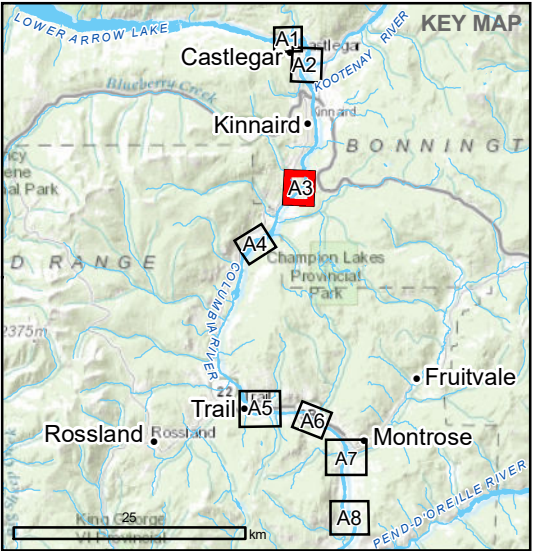 KEY MAP
LOWER ARROW LAKE
A1
Castlegar
A2
KOOTENAY RIVER
Blueberry Creek
Kinnaird
BONNINGT
A3
A4
Champion Lakes
Provincial
Park
D RANGE
COLUMBIA RIVER
2375m
Fruitvale
22
Trail
Trail
A5
A6
Rossland
Rossland
Montrose
A7
A8
PEND-D'OREILLE RIVER
King George
VI Provincial
25
km